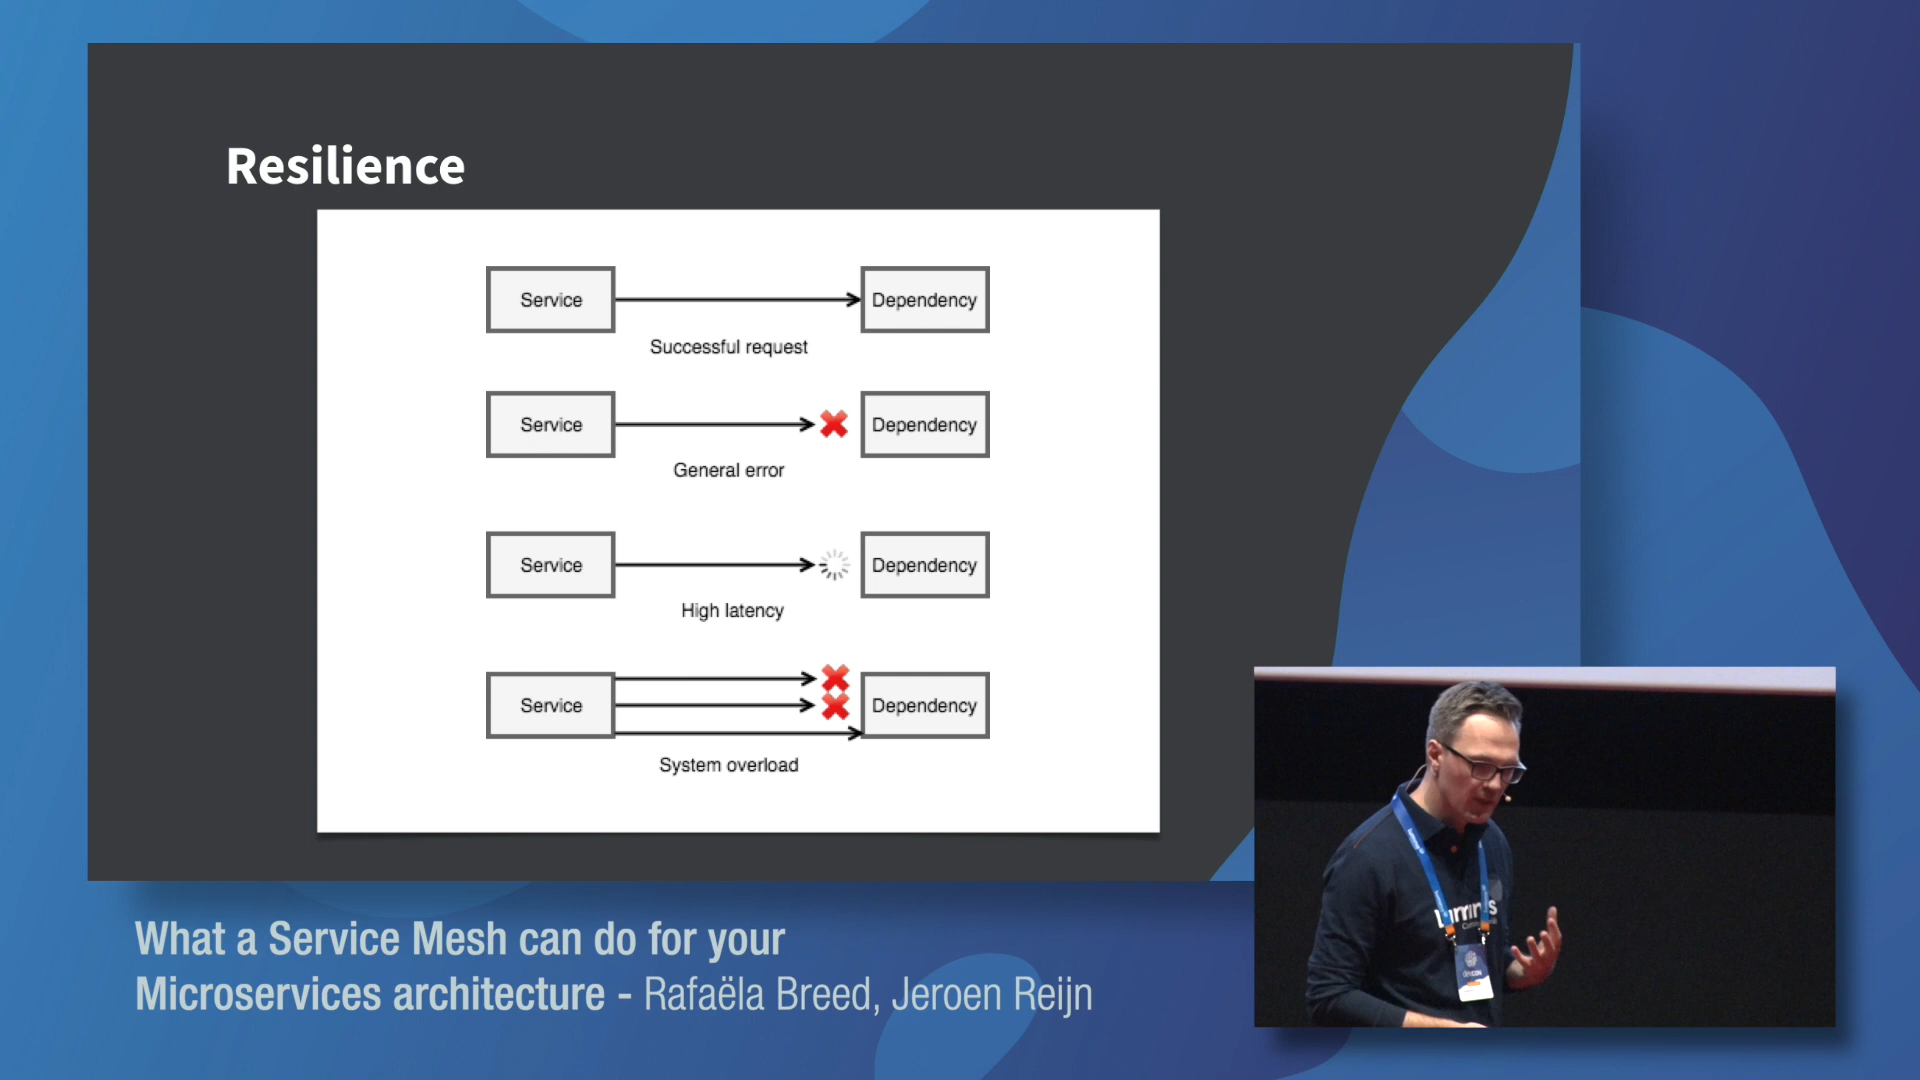 Resilience
Service
Dependency
Successful request
Service
Dependency
General error
Service
Dependency
High latency
Service
Dependency
System overload
What a Service Mesh can do for your
Microservices architecture - Rafaëla Breed, Jeroen Reijn